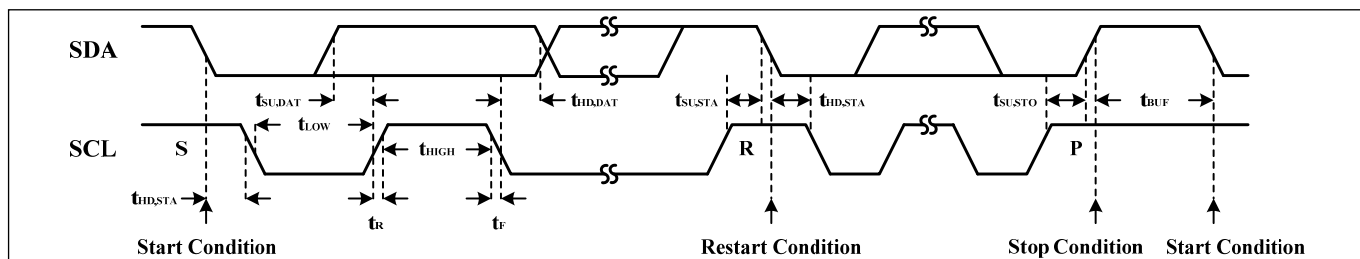 SDA
tSU,DAT tHD,DAT tSU,STA tHD,STA tSU,STO tBUF
tLOW
SCL S tHIGH R P
tHD,STA
tR tF
Start Condition Restart Condition Stop Condition Start Condition